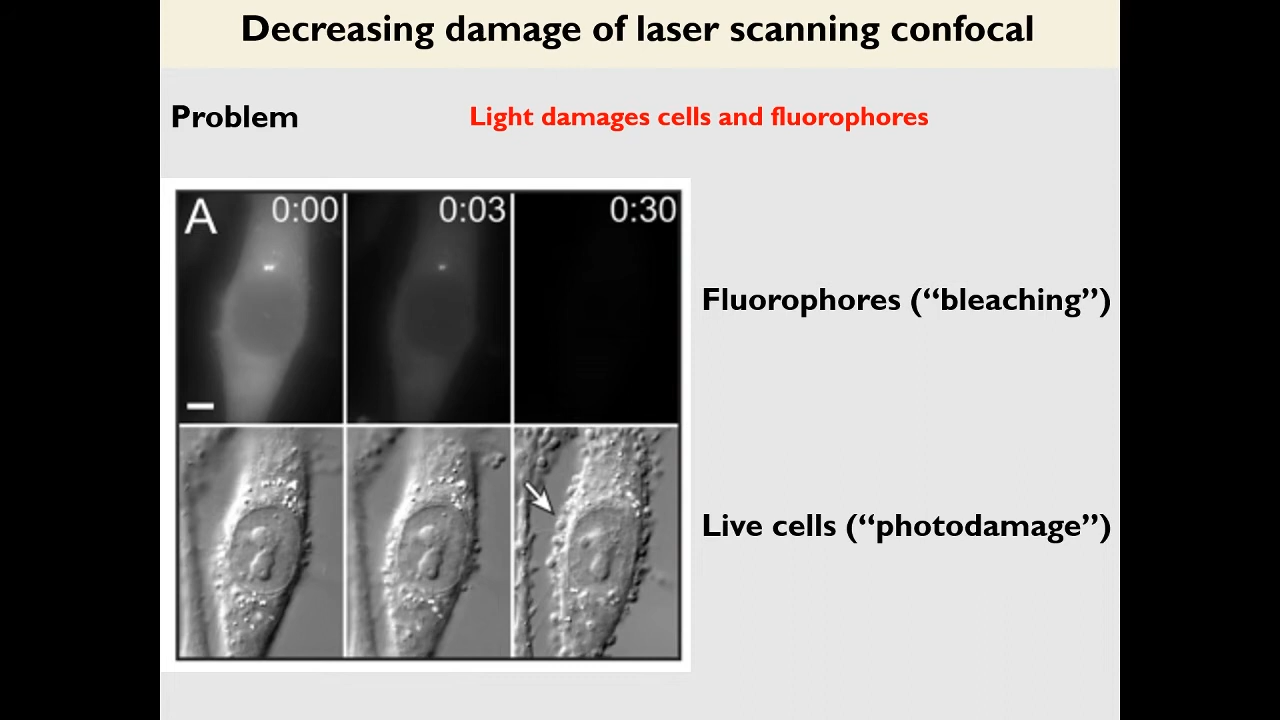 Decreasing damage of laser scanning confocal
Problem
Light damages cells and fluorophores
A
0:00
0:03
0:30
Fluorophores (“bleaching”)
Live cells (“photodamage”)